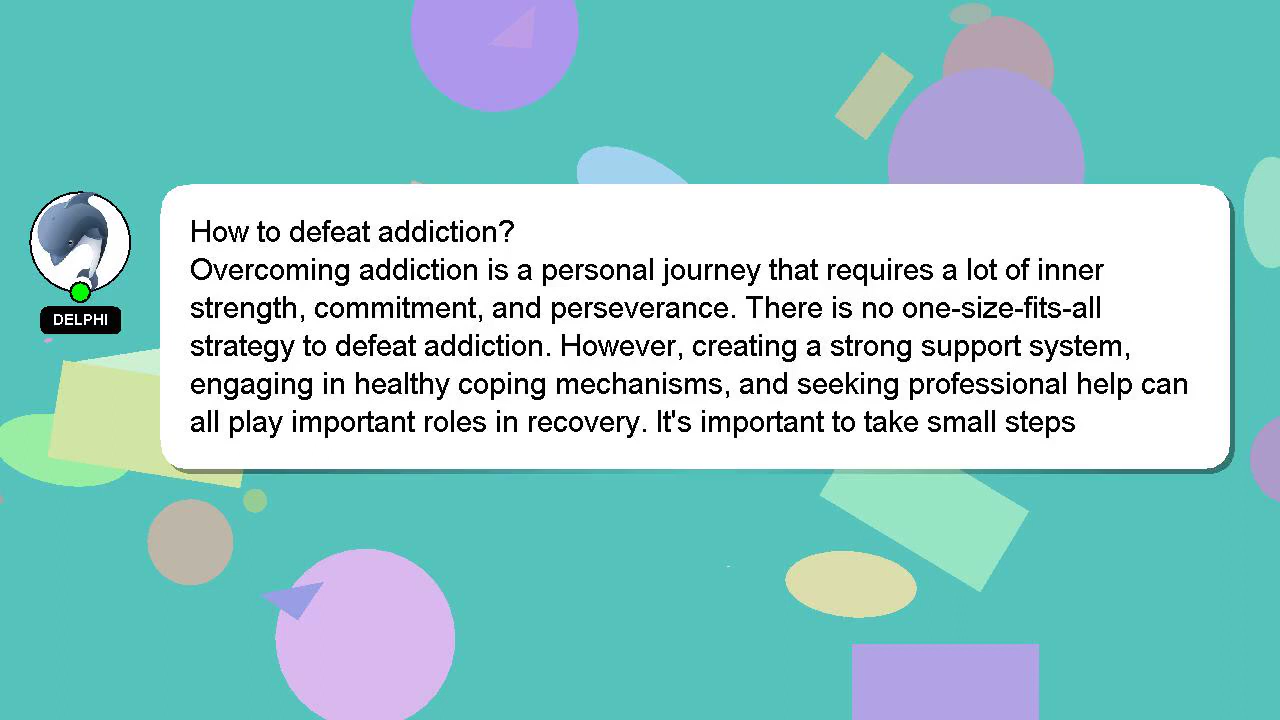 How to defeat addiction?
Overcoming addiction is a personal journey that requires a lot of inner
strength, commitment, and perseverance. There is no one-size-fits-all
strategy to defeat addiction. However, creating a strong support system,
engaging in healthy coping mechanisms, and seeking professional help can
all play important roles in recovery. It's important to take small steps
DELPHI